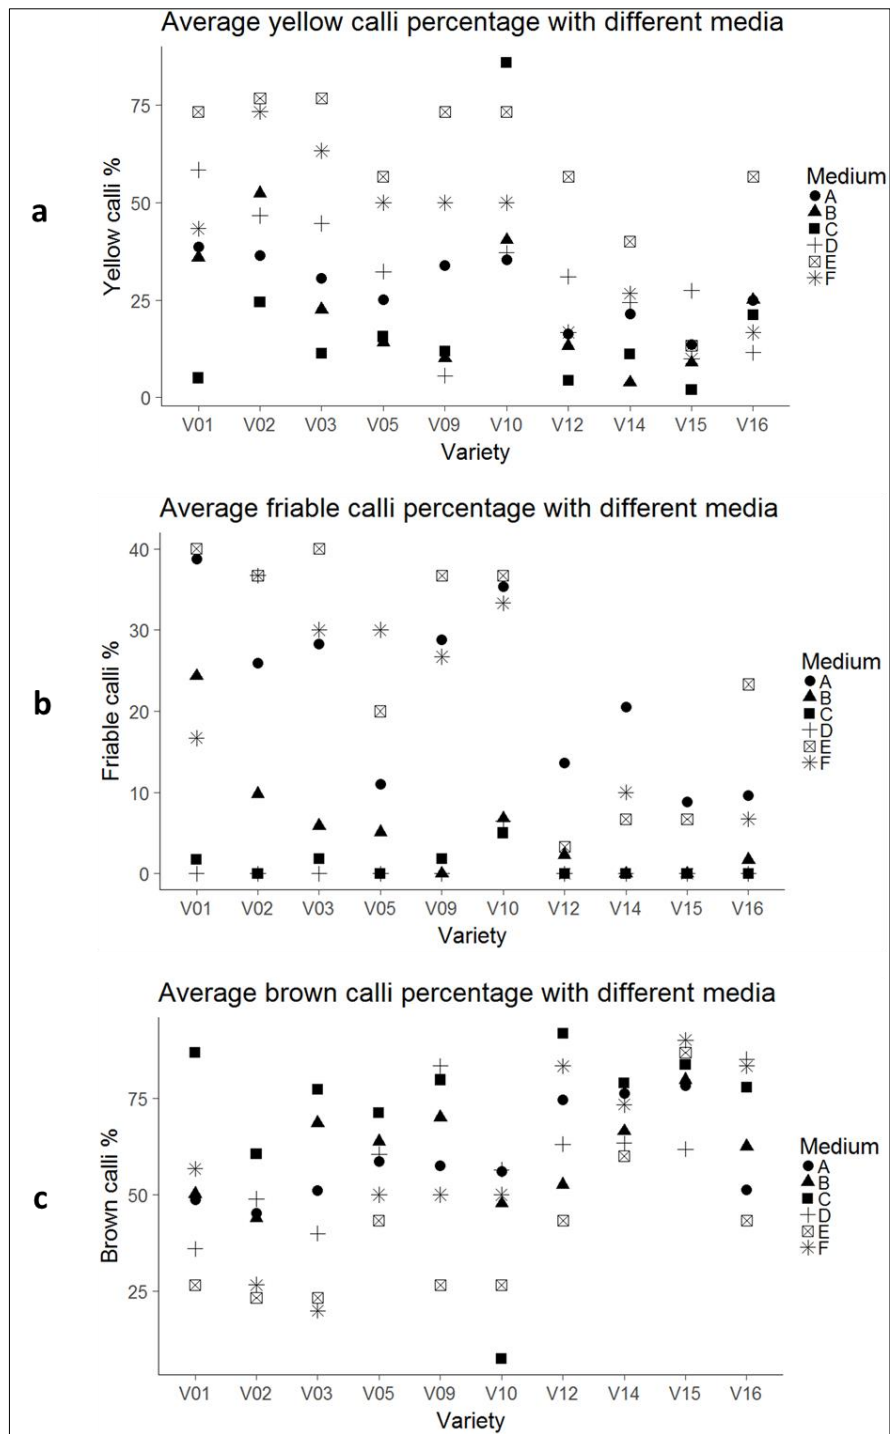 Average yellow calli percentage with different media
a
Yellow calli %
75
50
25
0
V01 V02 V03 V05 V09 V10 V12 V14 V15 V16
Variety
Medium
A
B
C
D
E
F
Average friable calli percentage with different media
b
Friable calli %
40
30
20
10
0
V01 V02 V03 V05 V09 V10 V12 V14 V15 V16
Variety
Medium
A
B
C
D
E
F
Average brown calli percentage with different media
c
Brown calli %
75
50
25
V01 V02 V03 V05 V09 V10 V12 V14 V15 V16
Variety
Medium
A
B
C
D
E
F